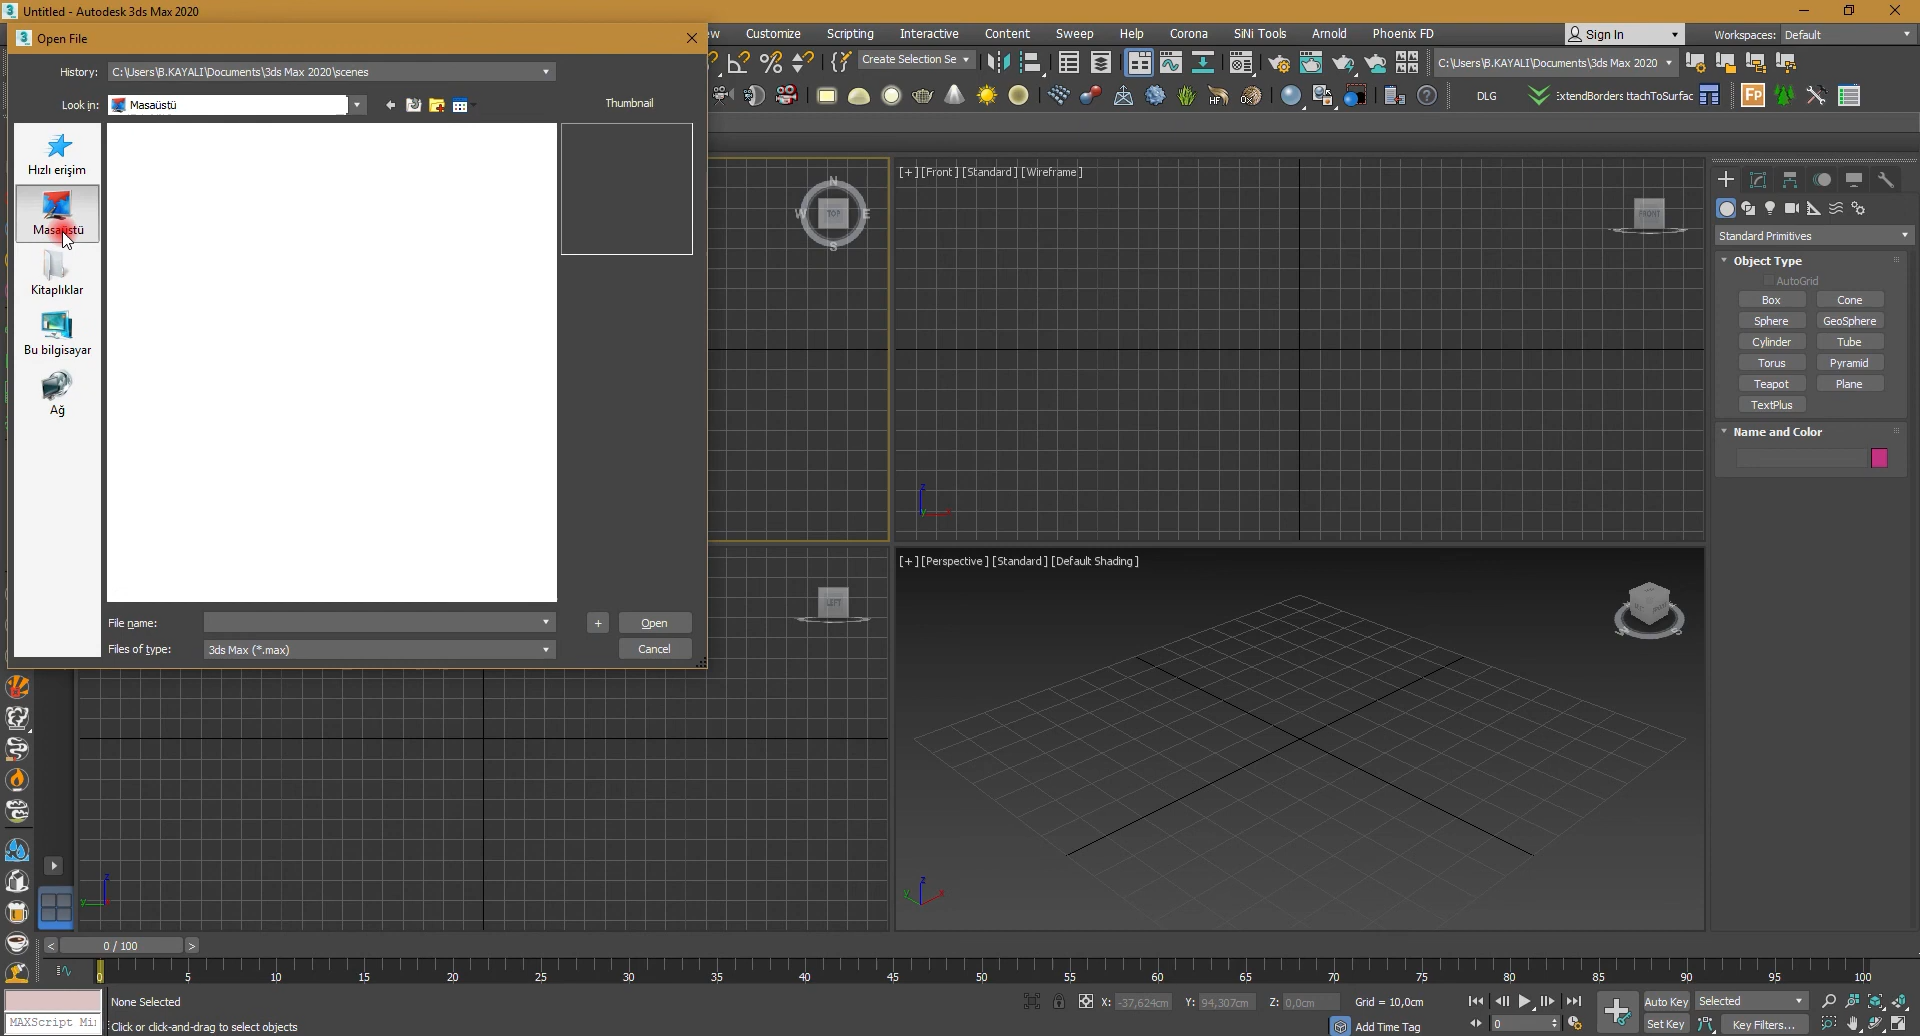 Untitled - Autodesk 3ds Max 2020
Open File
Customize
Scripting
Interactive
Content
Sweep
Help
Corona
SiNi Tools
Arnold
Phoenix FD
Sign In
Workspaces: Default
History: C:\Users\B.KAYALI\Documents\3ds Max 2020\scenes
Create Selection Se
C:\Users\B.KAYALI\Documents\3ds Max 2020
Look in: Masaüstü
Thumbnail
DLG
ExtendBorders
ttachToSurfac
Hızlı erişim
Masaüstü
Kitaplıklar
Bu bilgisayar
Ağ
File name:
+
Open
Files of type: 3ds Max (*.max)
Cancel
N
W
TOP
E
S
[+] [Front] [Standard] [Wireframe]
FRONT
LEFT
[+] [Perspective] [Standard] [Default Shading]
Standard Primitives
Object Type
AutoGrid
Box
Cone
Sphere
GeoSphere
Cylinder
Tube
Torus
Pyramid
Teapot
Plane
TextPlus
Name and Color
< 0 / 100 >
0 5 10 15 20 25 30 35 40 45 50 55 60 65 70 75 80 85 90 95 100
None Selected
X: -37,624cm Y: 94,307cm Z: 0,0cm Grid = 10,0cm
Auto Key Selected
MAXScript Mi
Click or click-and-drag to select objects
Add Time Tag
0
Set Key
Key Filters...